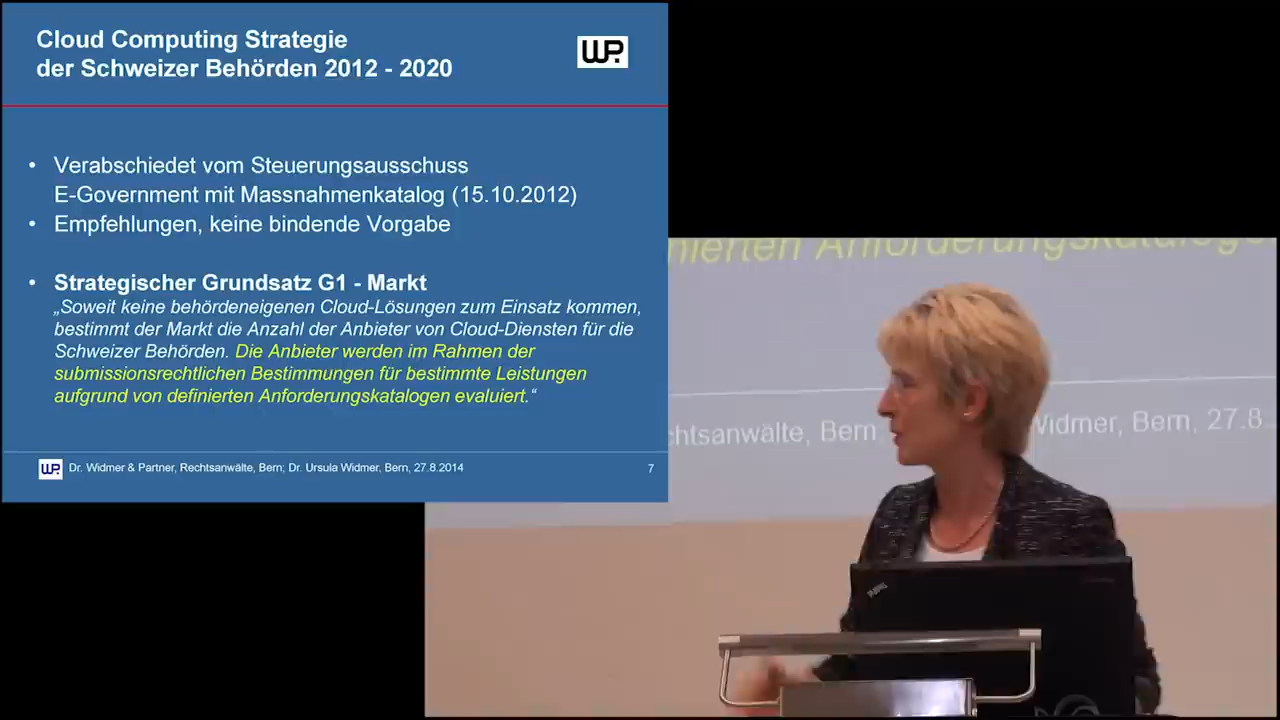 Cloud Computing Strategie
der Schweizer Behörden 2012 - 2020
WP.
• Verabschiedet vom Steuerungsausschuss
E-Government mit Massnahmenkatalog (15.10.2012)
• Empfehlungen, keine bindende Vorgabe
• Strategischer Grundsatz G1 - Markt
„Soweit keine behördeneigenen Cloud-Lösungen zum Einsatz kommen,
bestimmt der Markt die Anzahl der Anbieter von Cloud-Diensten für die
Schweizer Behörden. Die Anbieter werden im Rahmen der
submissionsrechtlichen Bestimmungen für bestimmte Leistungen
aufgrund von definierten Anforderungskatalogen evaluiert.“
WP. Dr. Widmer & Partner, Rechtsanwälte, Bern; Dr. Ursula Widmer, Bern, 27.8.2014 7
nierten Anforderungskataloge
chtsanwälte, Bern Widmer, Bern, 27.8
ThinkPad